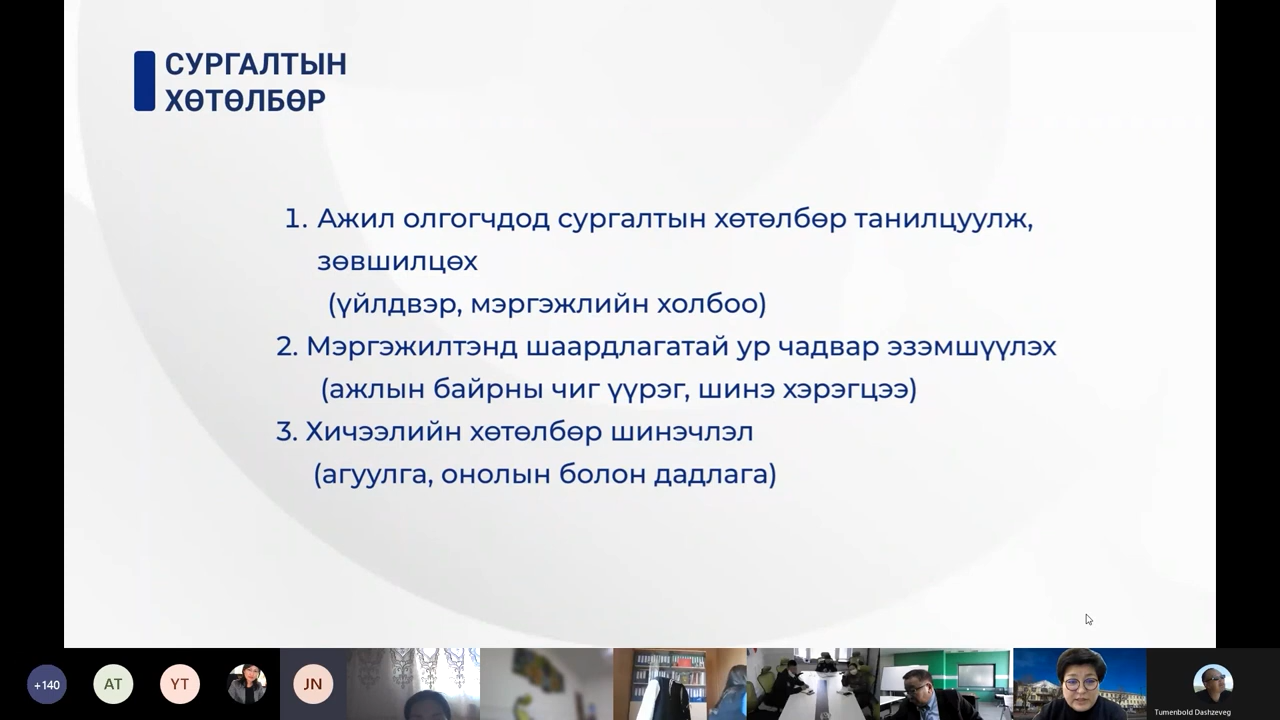 СУРГАЛТЫН
ХӨТӨЛБӨР
1. Ажил олгогчдод сургалтын хөтөлбөр танилцуулж,
зөвшилцөх
(үйлдвэр, мэргэжлийн холбоо)
2. Мэргэжилтэнд шаардлагатай ур чадвар эзэмшүүлэх
(ажлын байрны чиг үүрэг, шинэ хэрэгцээ)
3. Хичээлийн хөтөлбөр шинэчлэл
(агуулга, онолын болон дадлага)
+140
AT
YT
JN
Tumenbold Dashzeveg